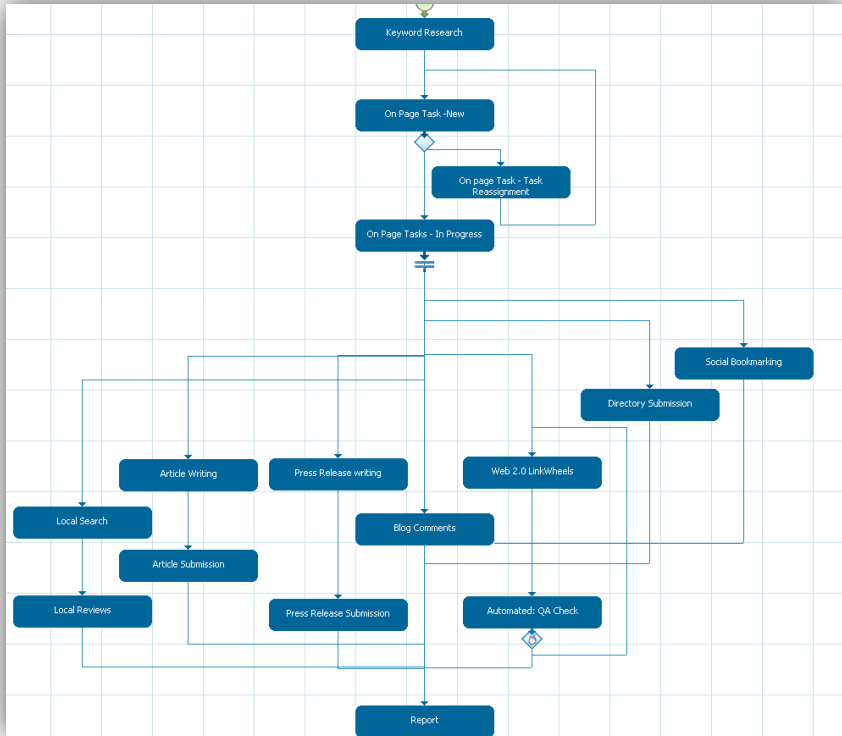 Keyword Research
On Page Task -New
On page Task - Task
Reassignment
On Page Tasks - In Progress
Social Bookmarking
Directory Submission
Article Writing
Press Release writing
Web 2.0 LinkWheels
Local Search
Blog Comments
Article Submission
Local Reviews
Press Release Submission
Automated: QA Check
Report